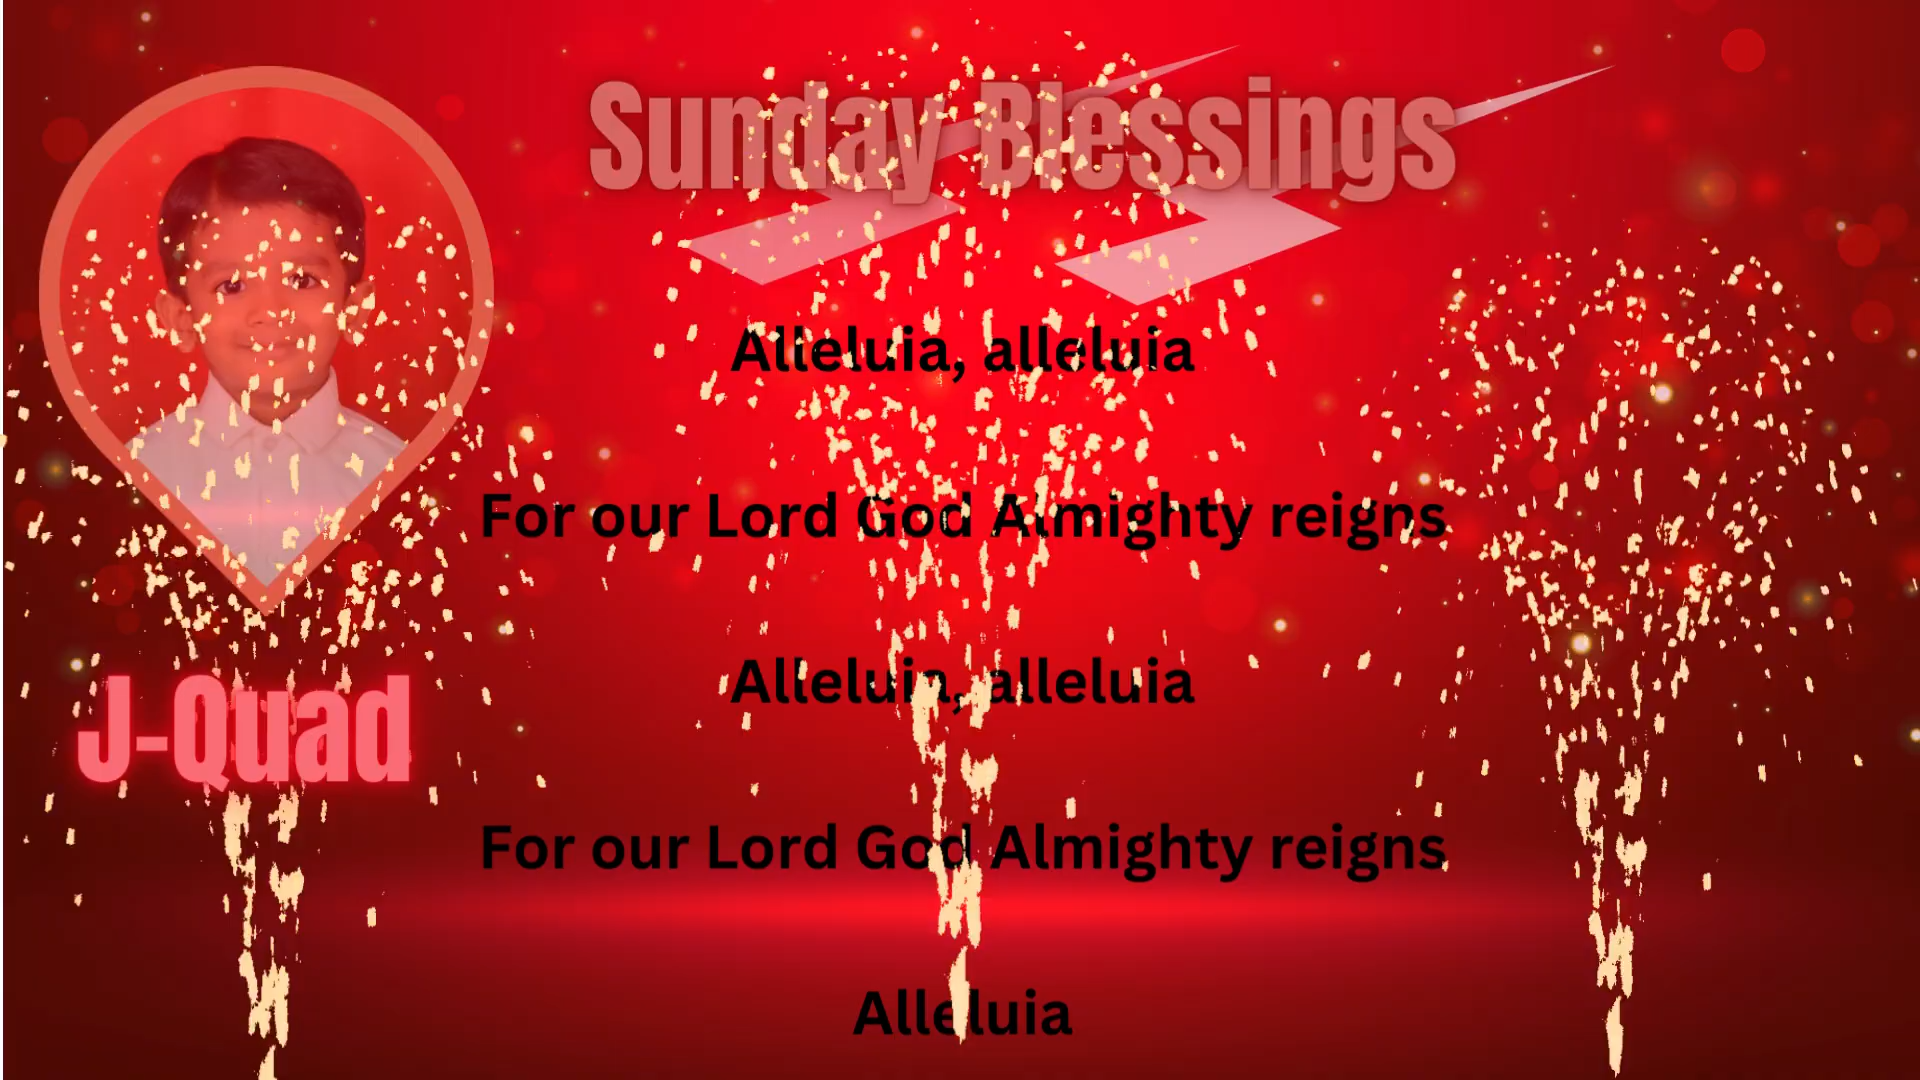 Sunday Blessings
Alleluia, alleluia
For our Lord God Almighty reigns
Alleluia, alleluia
J-Quad
For our Lord God Almighty reigns
Alleluia